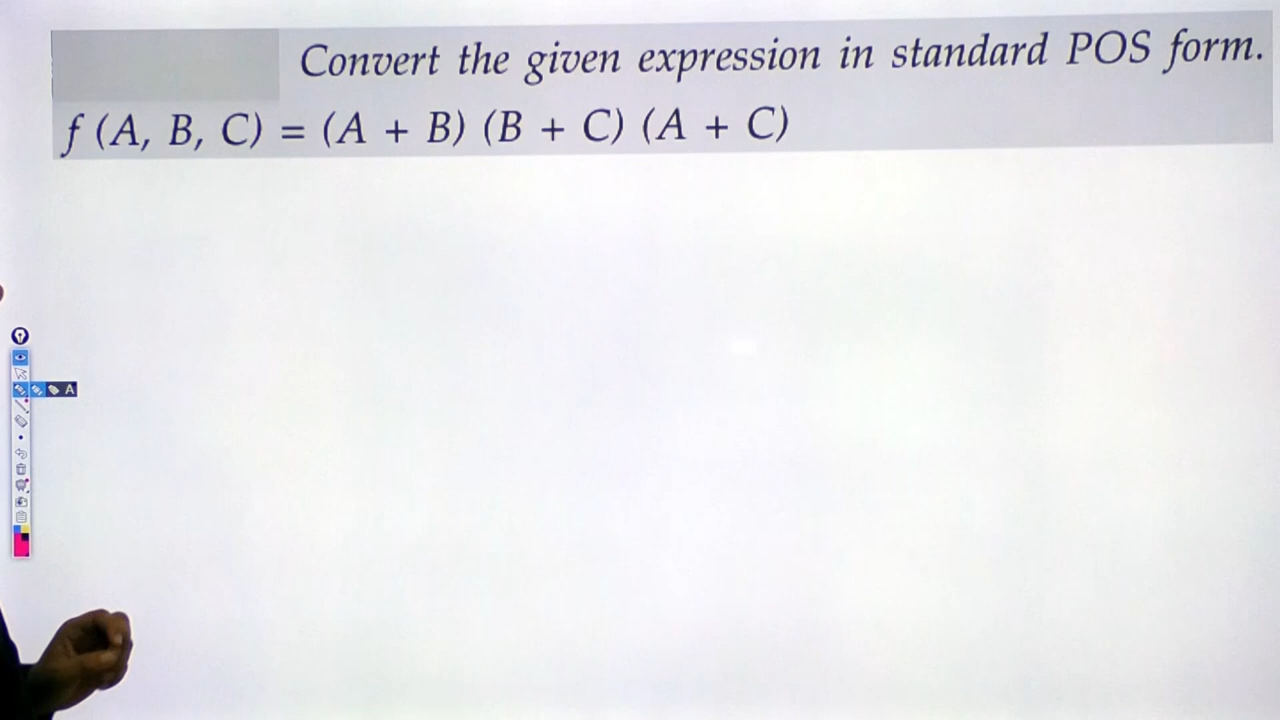 Convert the given expression in standard POS form.
f (A, B, C) = (A + B) (B + C) (A + C)
A